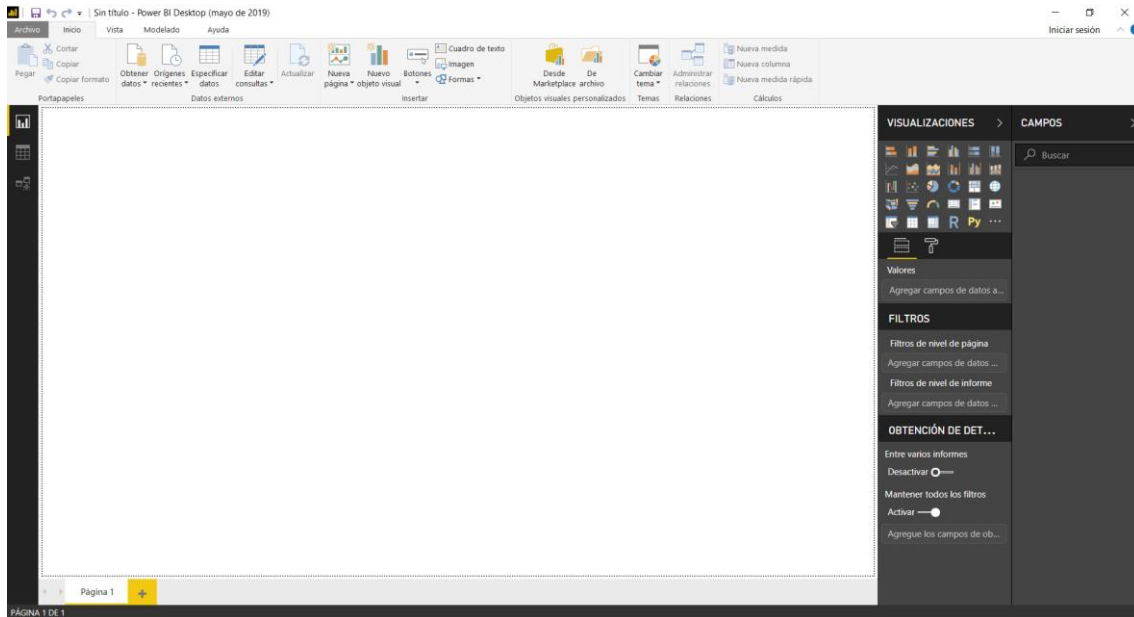 Sin título - Power BI Desktop (mayo de 2019)
Archivo Inicio Vista Modelado Ayuda Iniciar sesión
Pegar
Cortar
Copiar
Copiar formato
Portapapeles
Obtener datos
Orígenes recientes
Especificar datos
Editar consultas
Datos externos
Actualizar
Nueva página
Nuevo objeto visual
Botones
Cuadro de texto
Imagen
Formas
Insertar
Desde Marketplace
De archivo
Objetos visuales personalizados
Cambiar tema
Temas
Administrar relaciones
Relaciones
Nueva medida
Nueva columna
Nueva medida rápida
Cálculos
VISUALIZACIONES
R Py
Valores
Agregar campos de datos a...
FILTROS
Filtros de nivel de página
Agregar campos de datos ...
Filtros de nivel de informe
Agregar campos de datos ...
OBTENCIÓN DE DET...
Entre varios informes
Desactivar
Mantener todos los filtros
Activar
Agregue los campos de ob...
CAMPOS
Buscar
Página 1
PÁGINA 1 DE 1